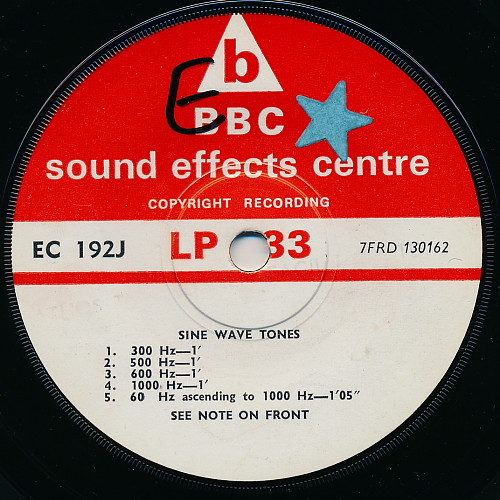 b
E
BBC
sound effects centre
COPYRIGHT RECORDING
EC 192J LP 33 7FRD 130162
SINE WAVE TONES
1. 300 Hz—1'
2. 500 Hz—1'
3. 600 Hz—1'
4. 1000 Hz—1'
5. 60 Hz ascending to 1000 Hz—1'05"
SEE NOTE ON FRONT